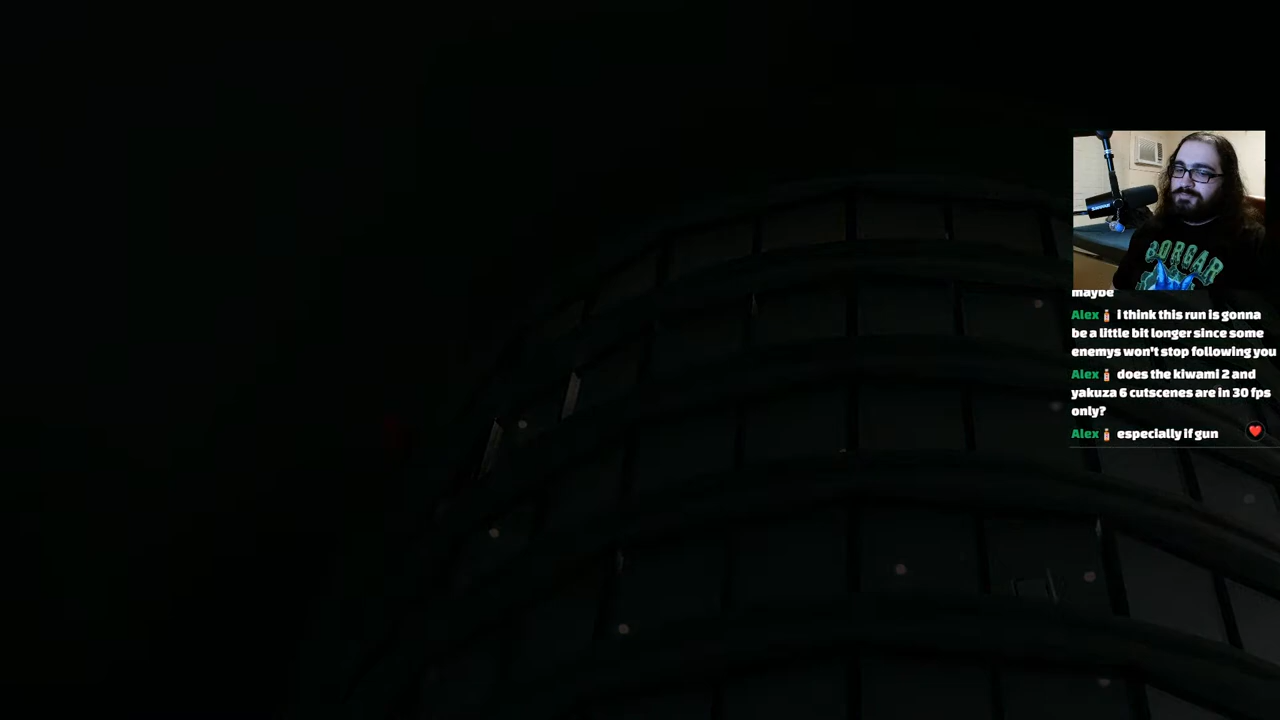 SHURE
BORGAR
maybe
Alex i think this run is gonna
be a little bit longer since some
enemys won't stop following you
Alex does the kiwami 2 and
yakuza 6 cutscenes are in 30 fps
only?
Alex especially if gun